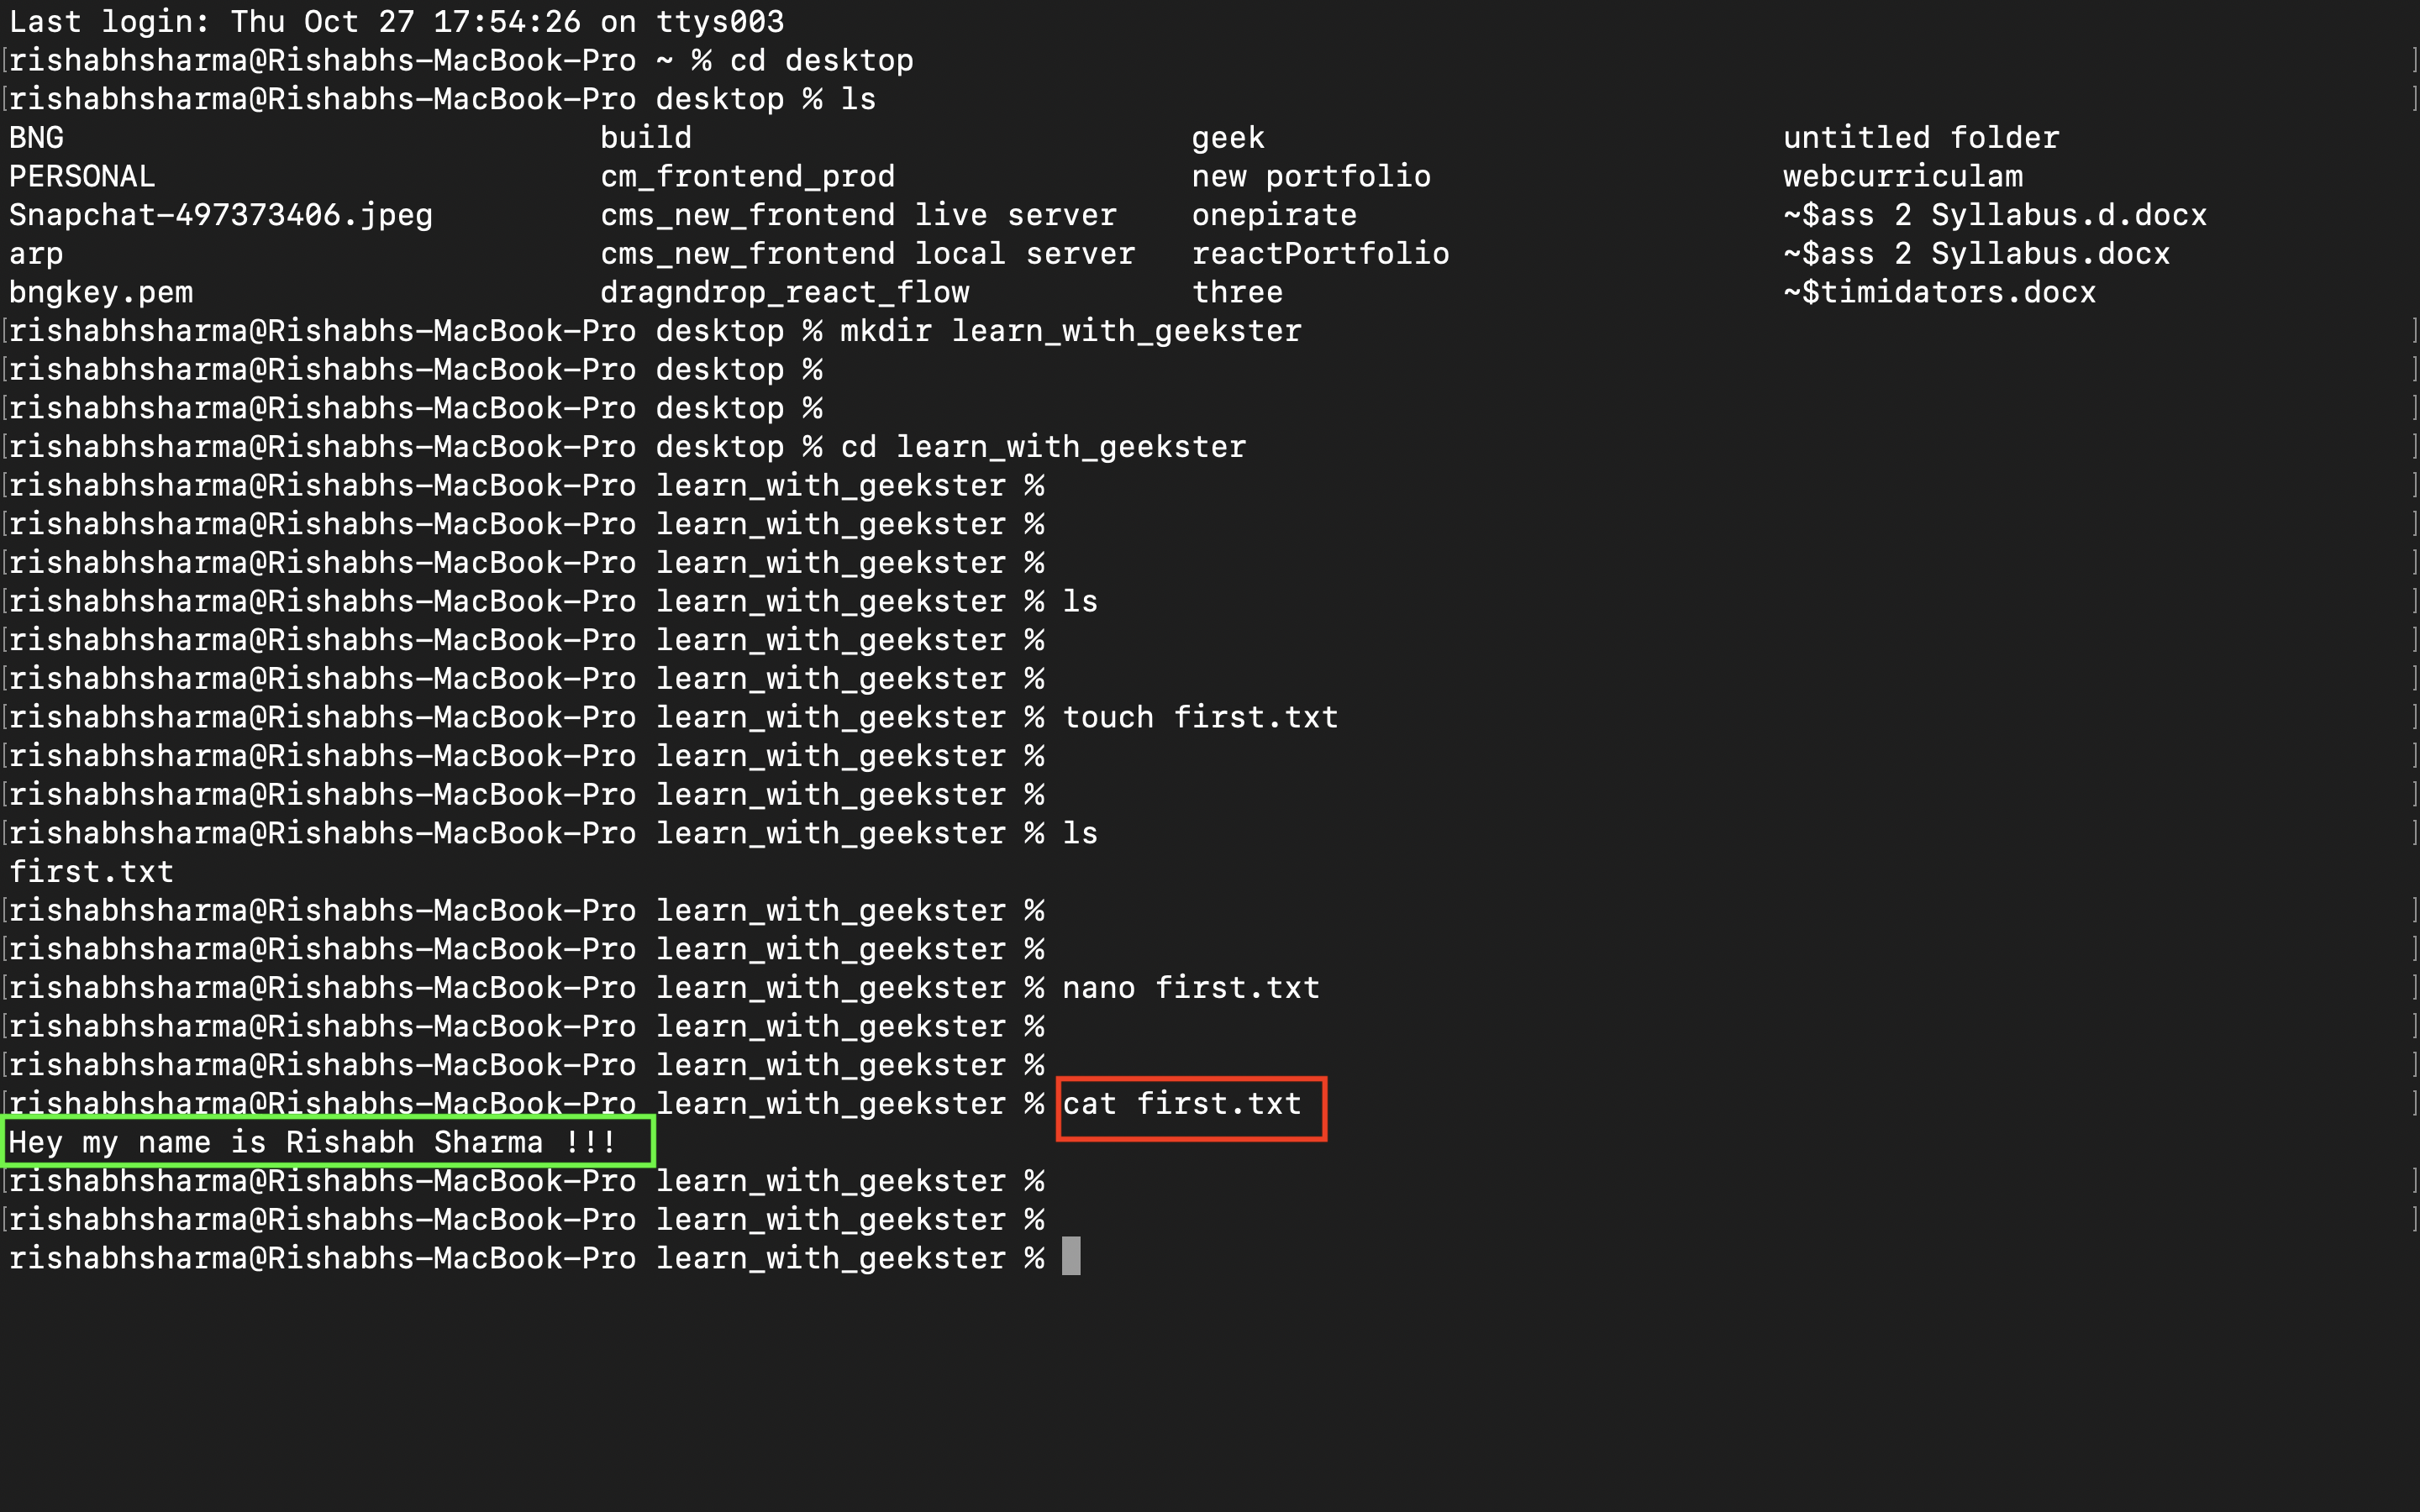 Last login: Thu Oct 27 17:54:26 on ttys003
[rishabhsharma@Rishabhs-MacBook-Pro ~ % cd desktop ]
[rishabhsharma@Rishabhs-MacBook-Pro desktop % ls ]
BNG build geek untitled folder
PERSONAL cm_frontend_prod new portfolio webcurriculam
Snapchat-497373406.jpeg cms_new_frontend live server onepirate ~$ass 2 Syllabus.d.docx
arp cms_new_frontend local server reactPortfolio ~$ass 2 Syllabus.docx
bngkey.pem dragndrop_react_flow three ~$timidators.docx
[rishabhsharma@Rishabhs-MacBook-Pro desktop % mkdir learn_with_geekster ]
[rishabhsharma@Rishabhs-MacBook-Pro desktop % ]
[rishabhsharma@Rishabhs-MacBook-Pro desktop % ]
[rishabhsharma@Rishabhs-MacBook-Pro desktop % cd learn_with_geekster ]
[rishabhsharma@Rishabhs-MacBook-Pro learn_with_geekster % ]
[rishabhsharma@Rishabhs-MacBook-Pro learn_with_geekster % ]
[rishabhsharma@Rishabhs-MacBook-Pro learn_with_geekster % ]
[rishabhsharma@Rishabhs-MacBook-Pro learn_with_geekster % ls ]
[rishabhsharma@Rishabhs-MacBook-Pro learn_with_geekster % ]
[rishabhsharma@Rishabhs-MacBook-Pro learn_with_geekster % ]
[rishabhsharma@Rishabhs-MacBook-Pro learn_with_geekster % touch first.txt ]
[rishabhsharma@Rishabhs-MacBook-Pro learn_with_geekster % ]
[rishabhsharma@Rishabhs-MacBook-Pro learn_with_geekster % ]
[rishabhsharma@Rishabhs-MacBook-Pro learn_with_geekster % ls ]
first.txt
[rishabhsharma@Rishabhs-MacBook-Pro learn_with_geekster % ]
[rishabhsharma@Rishabhs-MacBook-Pro learn_with_geekster % ]
[rishabhsharma@Rishabhs-MacBook-Pro learn_with_geekster % nano first.txt ]
[rishabhsharma@Rishabhs-MacBook-Pro learn_with_geekster % ]
[rishabhsharma@Rishabhs-MacBook-Pro learn_with_geekster % ]
[rishabhsharma@Rishabhs-MacBook-Pro learn_with_geekster % cat first.txt ]
Hey my name is Rishabh Sharma !!!
[rishabhsharma@Rishabhs-MacBook-Pro learn_with_geekster % ]
[rishabhsharma@Rishabhs-MacBook-Pro learn_with_geekster % ]
rishabhsharma@Rishabhs-MacBook-Pro learn_with_geekster %